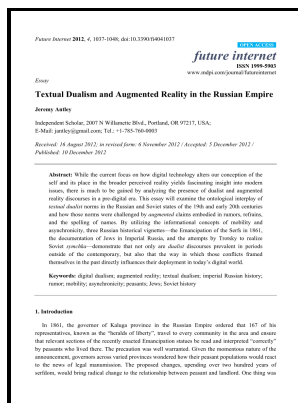 Future Internet 2012, 4, 1037-1048; doi:10.3390/fi4041037
OPEN ACCESS
future internet
ISSN 1999-5903
www.mdpi.com/journal/futureinternet
Essay
Textual Dualism and Augmented Reality in the Russian Empire
Jeremy Antley
Independent Scholar, 2007 N Willamette Blvd., Portland, OR 97217, USA;
E-Mail: jantley@gmail.com; Tel.: +1-785-760-0003
Received: 16 August 2012; in revised form: 6 November 2012 / Accepted: 5 December 2012 /
Published: 10 December 2012
Abstract: While the current focus on how digital technology alters our conception of the
self and its place in the broader perceived reality yields fascinating insight into modern
issues, there is much to be gained by analyzing the presence of dualist and augmented
reality discourses in a pre-digital era. This essay will examine the ontological interplay of
textual dualist norms in the Russian and Soviet states of the 19th and early 20th centuries
and how those norms were challenged by augmented claims embodied in rumors, refrains,
and the spelling of names. By utilizing the informational concepts of mobility and
asynchronicity, three Russian historical vignettes—the Emancipation of the Serfs in 1861,
the documentation of Jews in Imperial Russia, and the attempts by Trotsky to realize
Soviet symchka—demonstrate that not only are dualist discourses prevalent in periods
outside of the contemporary, but also that the way in which those conflicts framed
themselves in the past directly influences their deployment in today's digital world.
Keywords: digital dualism; augmented reality; textual dualism; imperial Russian history;
rumor; mobility; asynchronicity; peasants; Jews; Soviet history
1. Introduction
In 1861, the governor of Kaluga province in the Russian Empire ordered that 167 of his
representatives, known as the "heralds of liberty", travel to every community in the area and ensure
that relevant sections of the recently enacted Emancipation statues be read and interpreted "correctly"
by peasants who lived there. The precaution was well warranted. Given the momentous nature of the
announcement, governors across varied provinces wondered how their peasant populations would react
to the news of legal manumission. The proposed changes, upending over two hundred years of
serfdom, would bring radical change to the relationship between peasant and landlord. One thing was